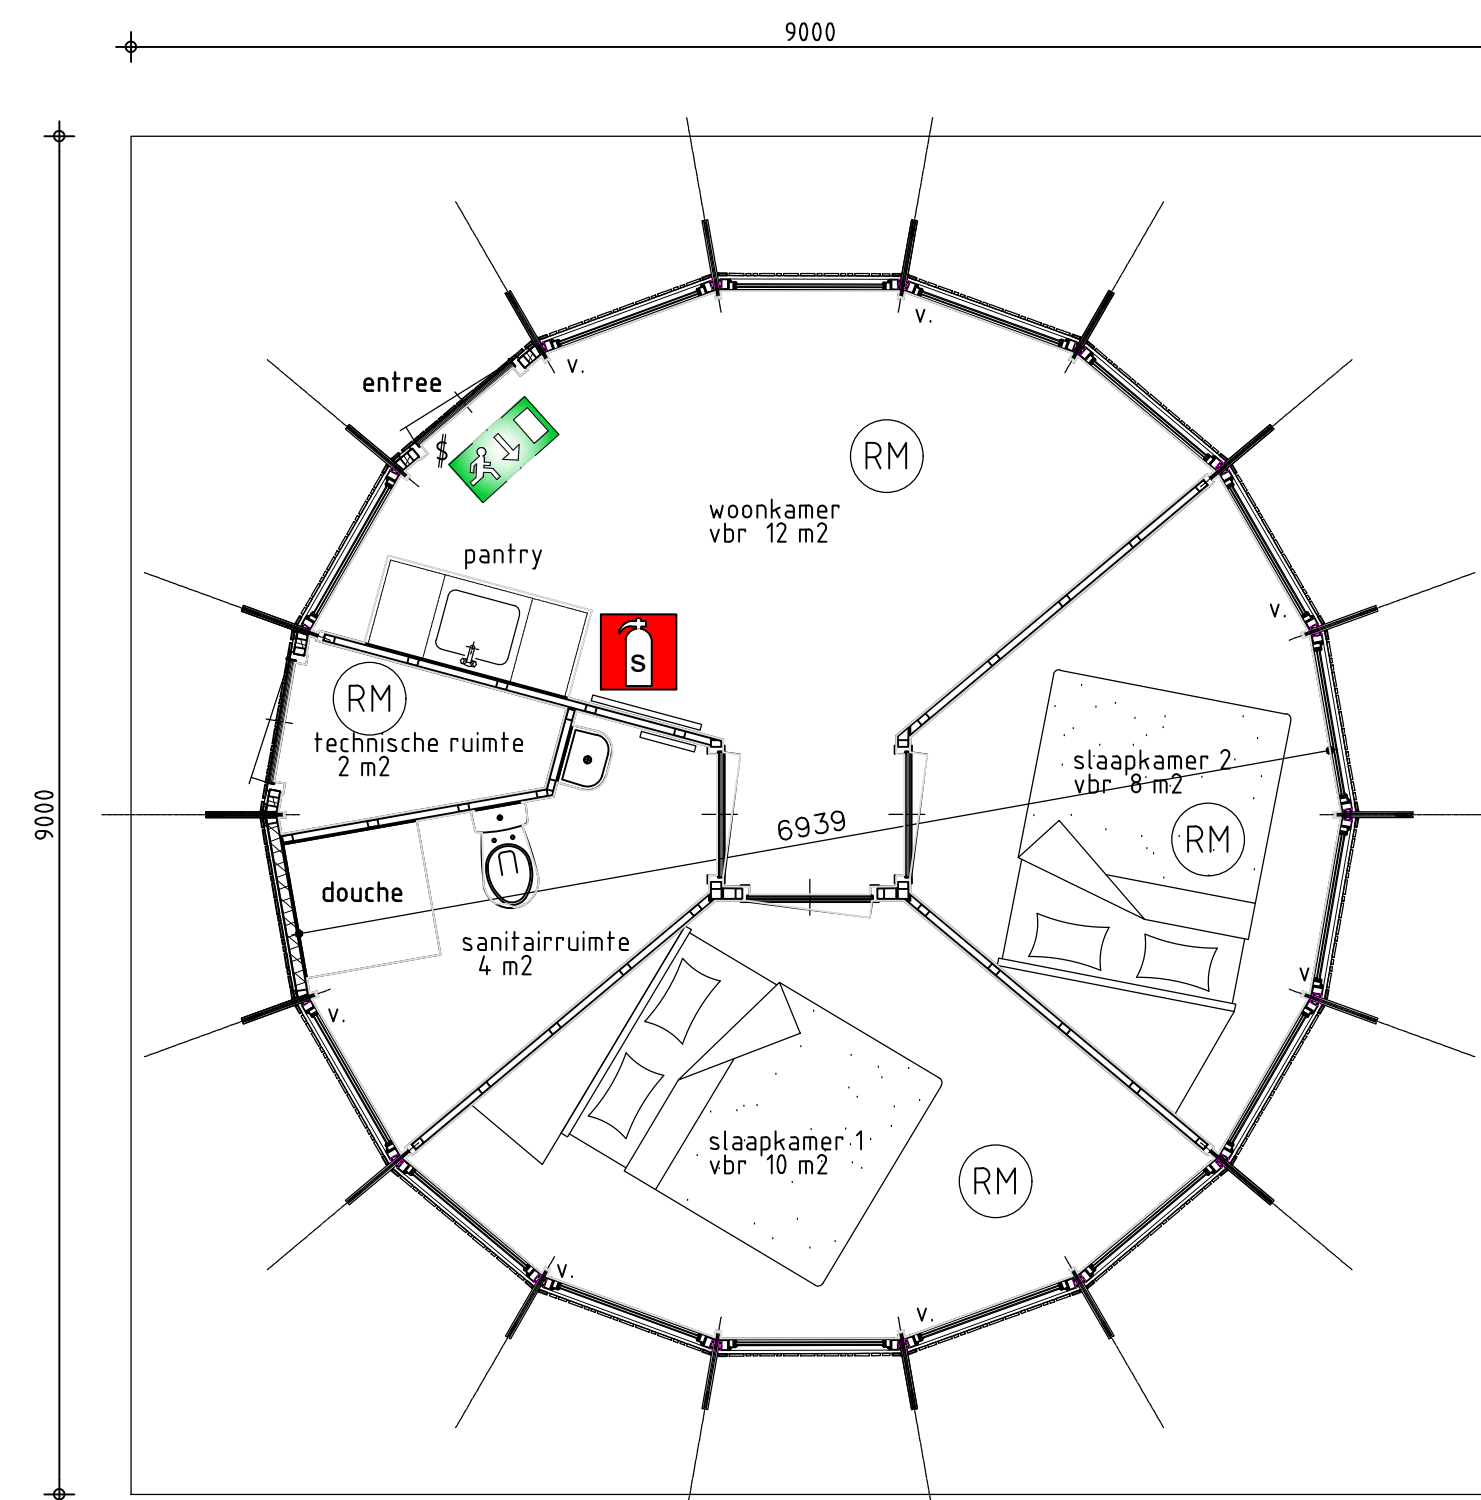 9000
9000
v.
v.
entree
$
RM
woonkamer
vbr 12 m2
pantry
v.
S
RM
technische ruimte
2 m2
slaapkamer 2
vbr 8 m2
6939
RM
douche
sanitairruimte
4 m2
v.
v.
slaapkamer 1
vbr 10 m2
RM
v.
v.